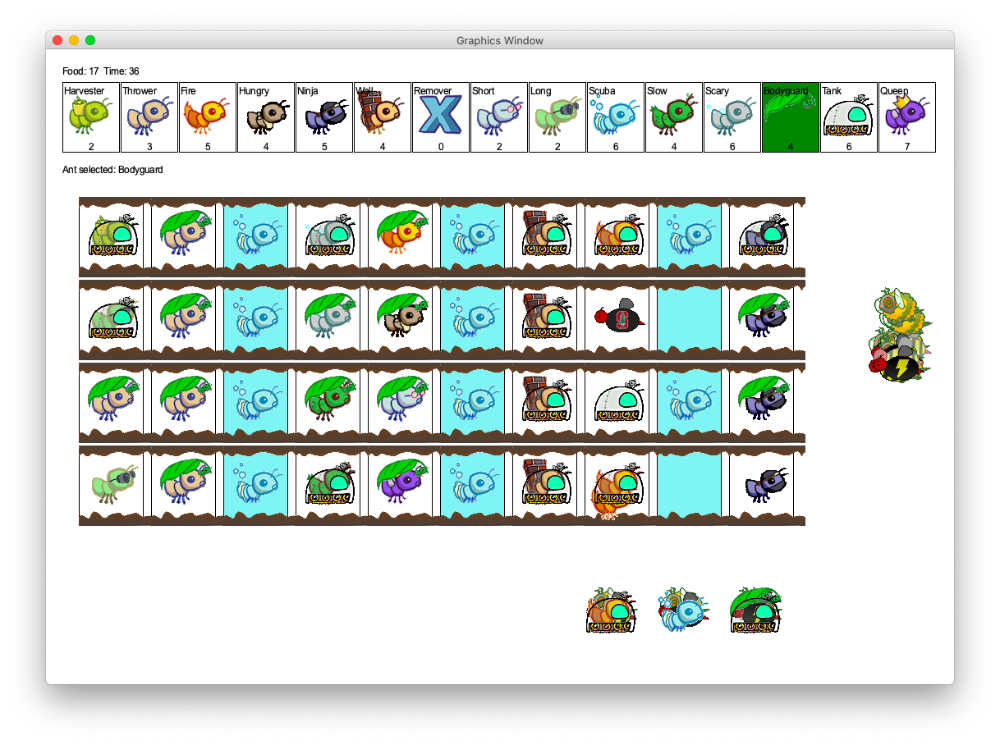 Graphics Window
Food: 17 Time: 36
Harvester Thrower Fire Hungry Ninja Wall Remover Short Long Scuba Slow Scary Bodyguard Tank Queen
2 3 5 4 5 4 0 2 2 6 4 6 4 6 7
Ant selected: Bodyguard
S